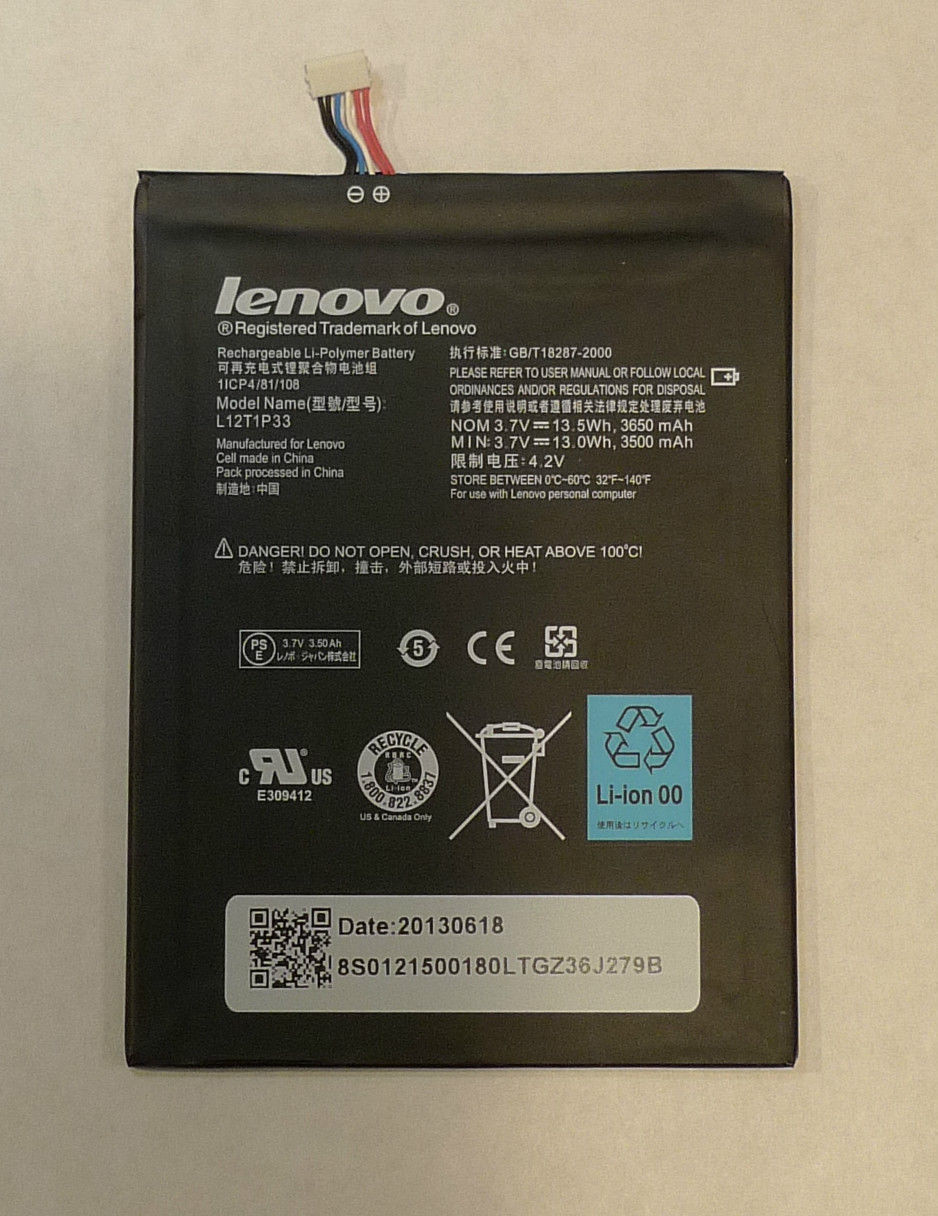 lenovo®
®Registered Trademark of Lenovo
Rechargeable Li-Polymer Battery
可再充电式锂聚合物电池组
1ICP4/81/108
Model Name(型號/型号):
L12T1P33
Manufactured for Lenovo
Cell made in China
Pack processed in China
制造地:中国
执行标准:GB/T18287-2000
PLEASE REFER TO USER MANUAL OR FOLLOW LOCAL
ORDINANCES AND/OR REGULATIONS FOR DISPOSAL
请参考使用说明或者遵循相关法律规定处理废弃电池
NOM 3.7V⎓13.5Wh, 3650 mAh
MIN: 3.7V⎓13.0Wh, 3500 mAh
限制电压:4.2V
STORE BETWEEN 0°C~60°C 32°F~140°F
For use with Lenovo personal computer
DANGER! DO NOT OPEN, CRUSH, OR HEAT ABOVE 100°C!
危险!禁止拆卸,撞击,外部短路或投入火中!
PS
E
3.7V 3.50Ah
レノボ・ジャパン株式会社
5
CE
廢電池請回收
C RU® US
E309412
RECYCLE
RBRC
Li-Ion
1.800.822.8837
US & Canada Only
Li-ion 00
使用後はリサイクルへ
Date:20130618
8S0121500180LTGZ36J279B